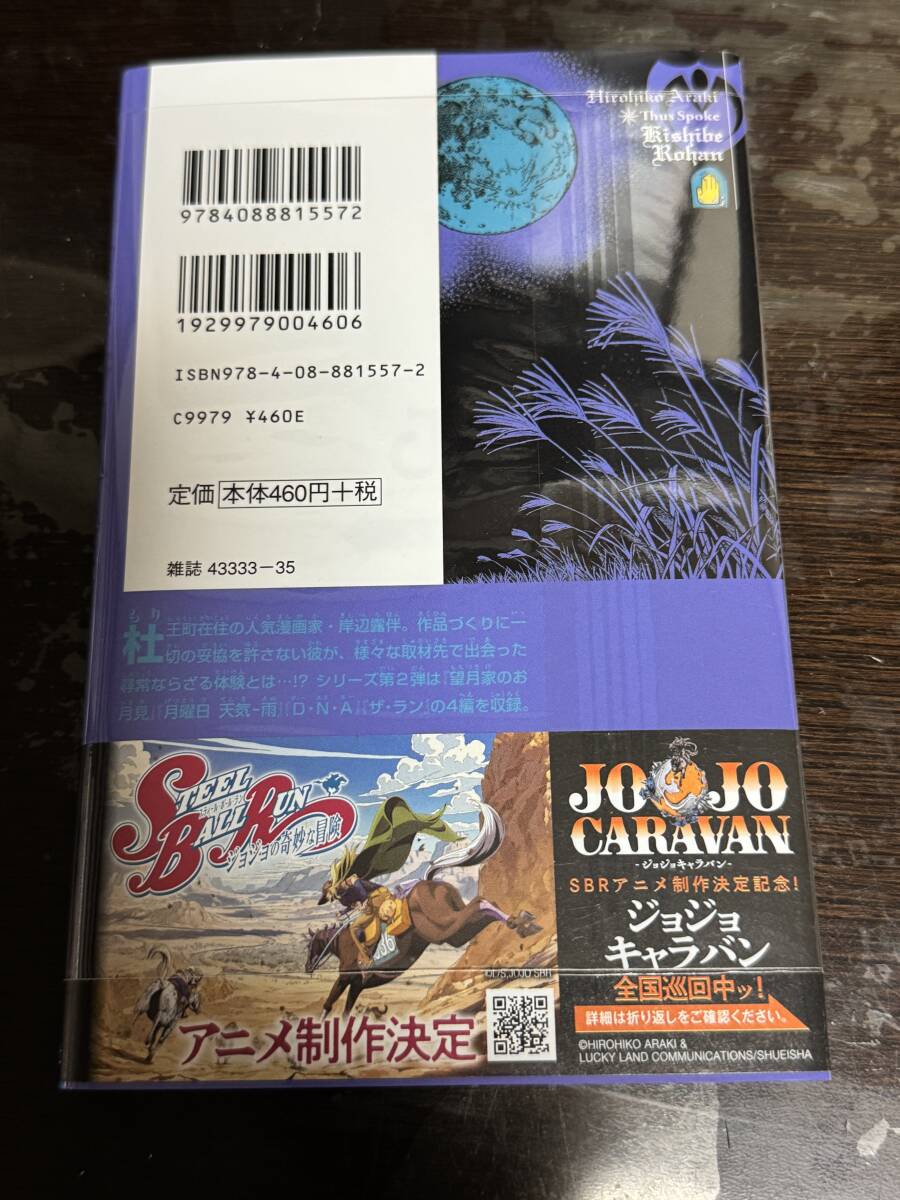 Hirohiko Araki
Thus Spoke
Kishibe
Rohan
9784088815572
1929979004606
ISBN978-4-08-881557-2
C9979 ¥460E
定価 本体460円+税
雑誌 43333-35
もり
杜王町在住の人気漫画家・岸辺露伴。作品づくりに一
切の妥協を許さない彼が、様々な取材先で出会った
尋常ならざる体験とは…!? シリーズ第2弾は『望月家のお
月見』『月曜日 天気-雨』『D・N・A』『ザ・ラン』の4編を収録。
STEEL
BALL RUN
スティール・ボール・ラン
ジョジョの奇妙な冒険
©LL/S, JOJO SBR
アニメ制作決定
JOJO
CARAVAN
-ジョジョキャラバン-
SBRアニメ制作決定記念!
ジョジョ
キャラバン
全国巡回中ッ!
詳細は折り返しをご確認ください。
©HIROHIKO ARAKI &
LUCKY LAND COMMUNICATIONS/SHUEISHA